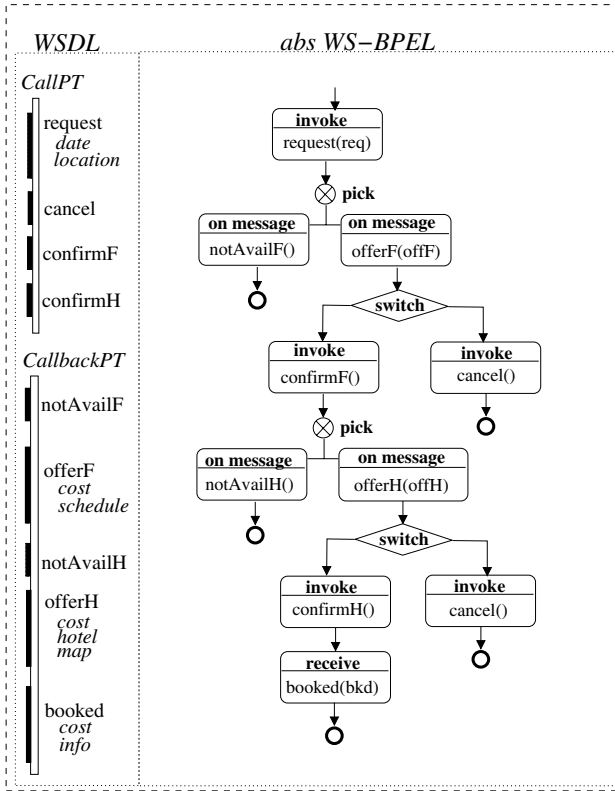 WSDL
abs WS-BPEL
CallPT
request
date
location
cancel
confirmF
confirmH
CallbackPT
notAvailF
offerF
cost
schedule
notAvailH
offerH
cost
hotel
map
booked
cost
info
invoke
request(req)
pick
on message
notAvailF()
on message
offerF(offF)
switch
invoke
confirmF()
invoke
cancel()
pick
on message
notAvailH()
on message
offerH(offH)
switch
invoke
confirmH()
invoke
cancel()
receive
booked(bkd)